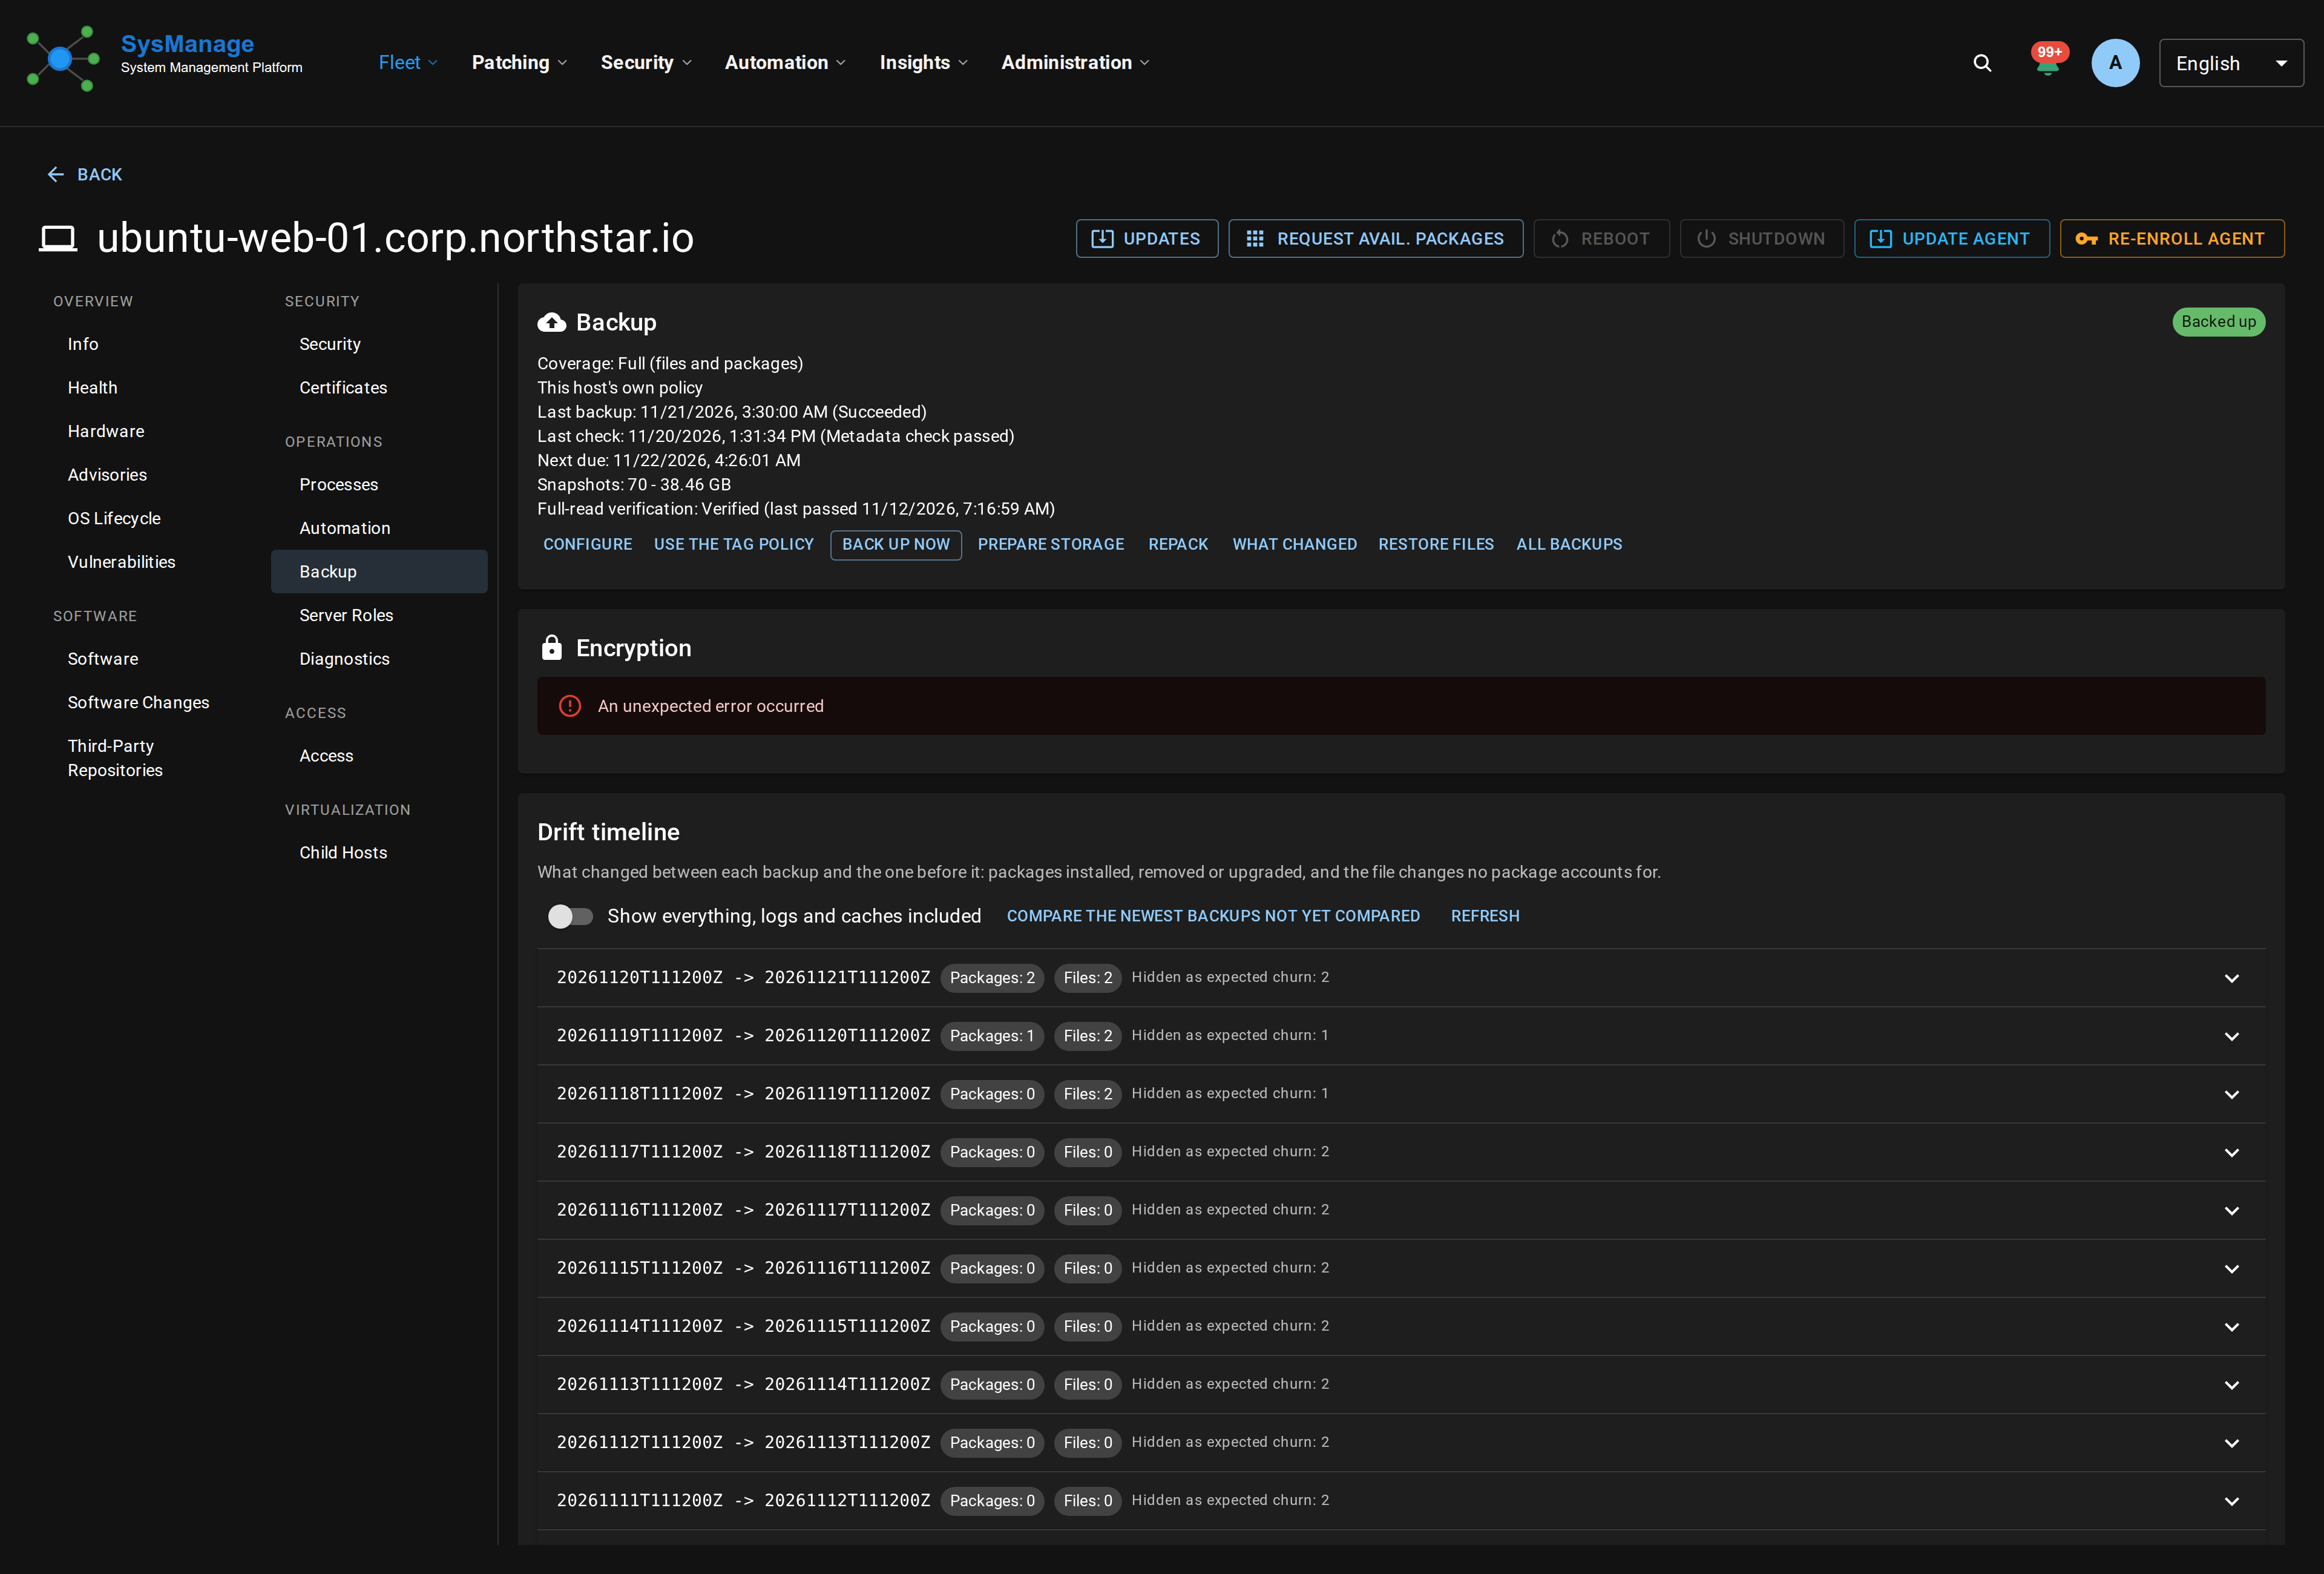 SysManage
System Management Platform
Fleet
Patching
Security
Automation
Insights
Administration
99+
A
English
BACK
ubuntu-web-01.corp.northstar.io
UPDATES
REQUEST AVAIL. PACKAGES
REBOOT
SHUTDOWN
UPDATE AGENT
RE-ENROLL AGENT
OVERVIEW
Info
Health
Hardware
Advisories
OS Lifecycle
Vulnerabilities
SOFTWARE
Software
Software Changes
Third-Party
Repositories
SECURITY
Security
Certificates
OPERATIONS
Processes
Automation
Backup
Server Roles
Diagnostics
ACCESS
Access
VIRTUALIZATION
Child Hosts
Backup
Backed up
Coverage: Full (files and packages)
This host's own policy
Last backup: 11/21/2026, 3:30:00 AM (Succeeded)
Last check: 11/20/2026, 1:31:34 PM (Metadata check passed)
Next due: 11/22/2026, 4:26:01 AM
Snapshots: 70 - 38.46 GB
Full-read verification: Verified (last passed 11/12/2026, 7:16:59 AM)
CONFIGURE
USE THE TAG POLICY
BACK UP NOW
PREPARE STORAGE
REPACK
WHAT CHANGED
RESTORE FILES
ALL BACKUPS
Encryption
An unexpected error occurred
Drift timeline
What changed between each backup and the one before it: packages installed, removed or upgraded, and the file changes no package accounts for.
Show everything, logs and caches included
COMPARE THE NEWEST BACKUPS NOT YET COMPARED
REFRESH
20261120T111200Z -> 20261121T111200Z Packages: 2 Files: 2 Hidden as expected churn: 2
20261119T111200Z -> 20261120T111200Z Packages: 1 Files: 2 Hidden as expected churn: 1
20261118T111200Z -> 20261119T111200Z Packages: 0 Files: 2 Hidden as expected churn: 1
20261117T111200Z -> 20261118T111200Z Packages: 0 Files: 0 Hidden as expected churn: 2
20261116T111200Z -> 20261117T111200Z Packages: 0 Files: 0 Hidden as expected churn: 2
20261115T111200Z -> 20261116T111200Z Packages: 0 Files: 0 Hidden as expected churn: 2
20261114T111200Z -> 20261115T111200Z Packages: 0 Files: 0 Hidden as expected churn: 2
20261113T111200Z -> 20261114T111200Z Packages: 0 Files: 0 Hidden as expected churn: 2
20261112T111200Z -> 20261113T111200Z Packages: 0 Files: 0 Hidden as expected churn: 2
20261111T111200Z -> 20261112T111200Z Packages: 0 Files: 0 Hidden as expected churn: 2